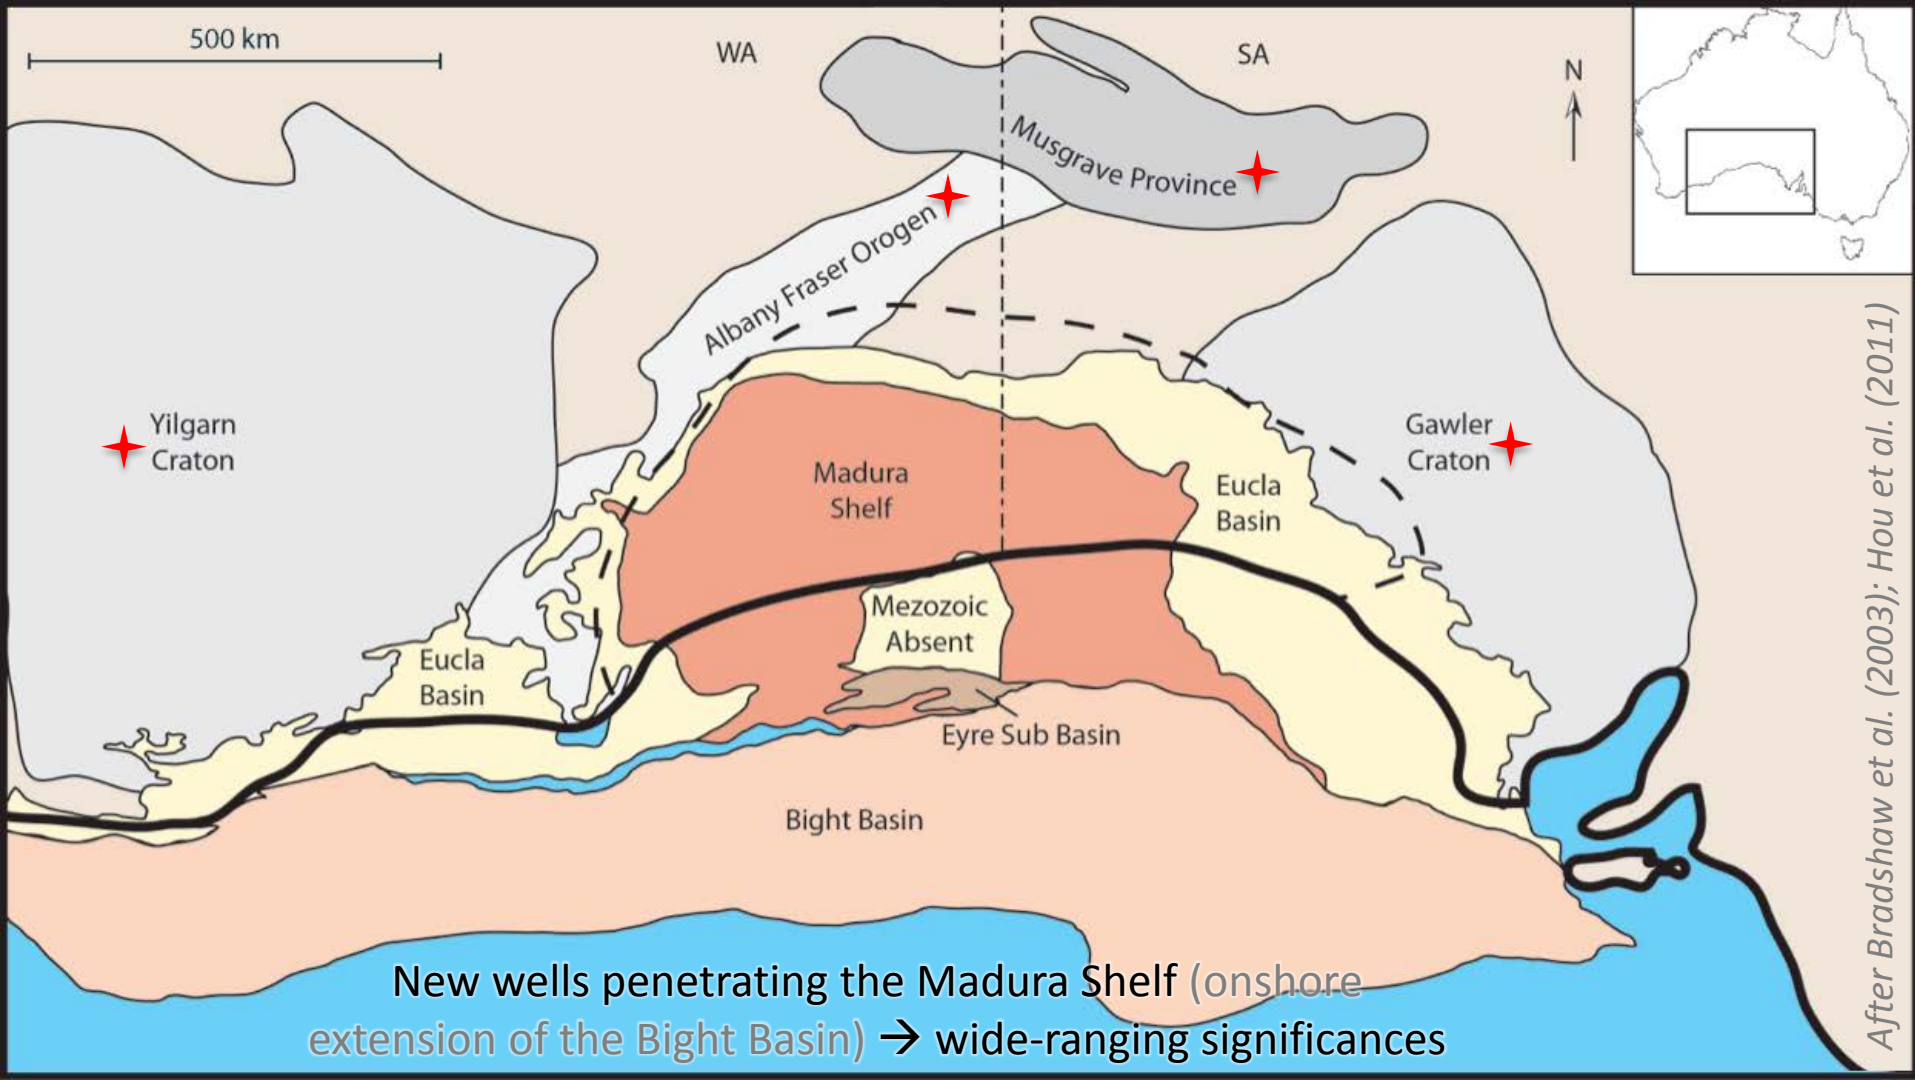 500 km
WA
SA
N
Musgrave Province
Albany Fraser Orogen
Yilgarn
Craton
Gawler
Craton
Madura
Shelf
Eucla
Basin
Mezozoic
Absent
Eucla
Basin
Eyre Sub Basin
Bight Basin
New wells penetrating the Madura Shelf (onshore
extension of the Bight Basin) → wide-ranging significances
After Bradshaw et al. (2003); Hou et al. (2011)